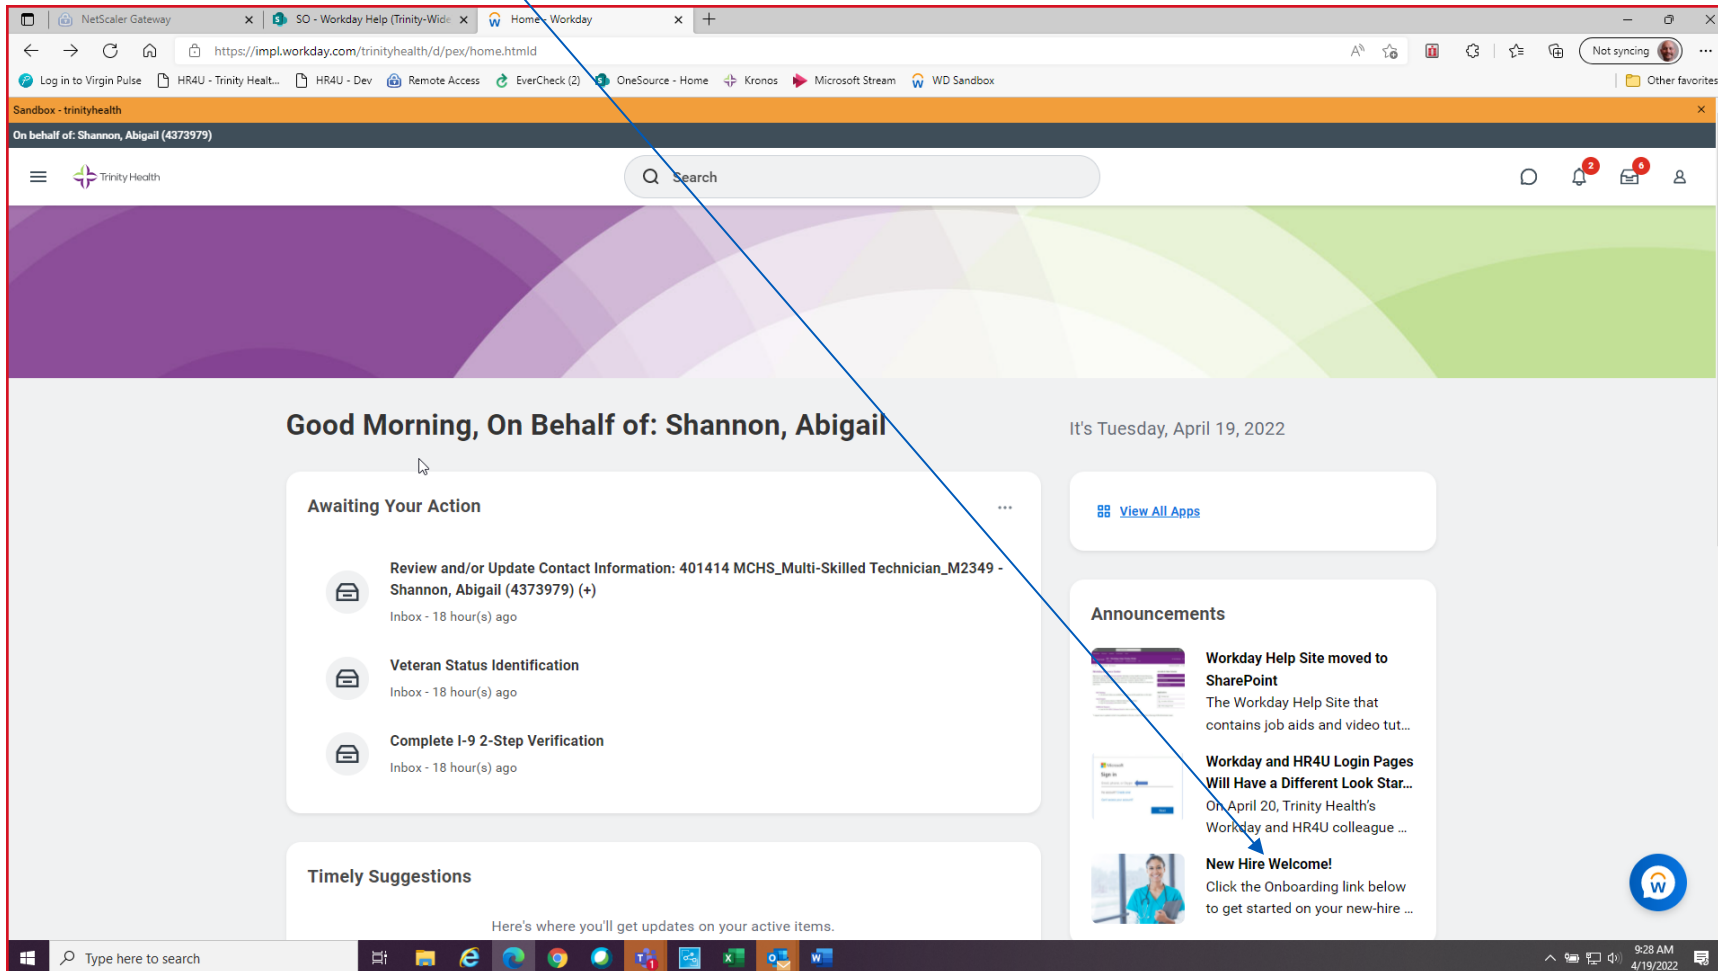 NetScaler Gateway
SO - Workday Help (Trinity-Wide
Home - Workday
https://impl.workday.com/trinityhealth/d/pex/home.htmld
Not syncing
Log in to Virgin Pulse
HR4U - Trinity Healt...
HR4U - Dev
Remote Access
EverCheck (2)
OneSource - Home
Kronos
Microsoft Stream
WD Sandbox
Other favorites
Sandbox - trinityhealth
On behalf of: Shannon, Abigail (4373979)
Trinity Health
Search
2
6
Good Morning, On Behalf of: Shannon, Abigail
It's Tuesday, April 19, 2022
Awaiting Your Action
Review and/or Update Contact Information: 401414 MCHS_Multi-Skilled Technician_M2349 -
Shannon, Abigail (4373979) (+)
Inbox - 18 hour(s) ago
Veteran Status Identification
Inbox - 18 hour(s) ago
Complete I-9 2-Step Verification
Inbox - 18 hour(s) ago
Timely Suggestions
Here's where you'll get updates on your active items.
View All Apps
Announcements
Workday Help Site moved to
SharePoint
The Workday Help Site that
contains job aids and video tut...
Sign in
Workday and HR4U Login Pages
Will Have a Different Look Star...
On April 20, Trinity Health's
Workday and HR4U colleague ...
New Hire Welcome!
Click the Onboarding link below
to get started on your new-hire ...
Type here to search
9:28 AM
4/19/2022